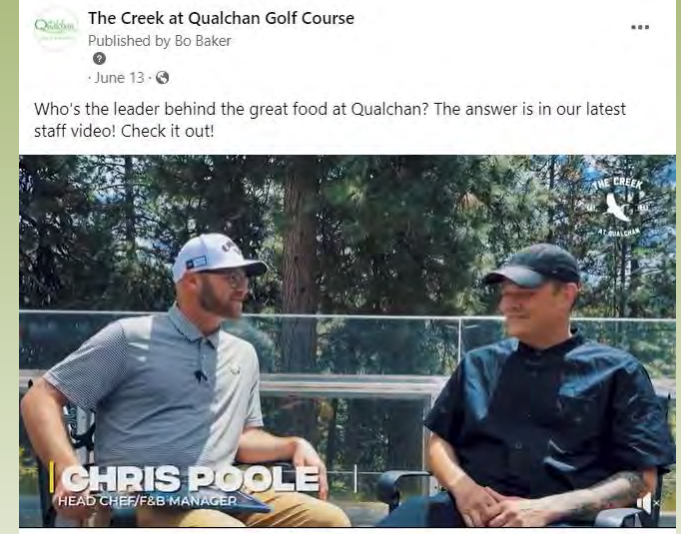 Qualchan
The Creek at Qualchan Golf Course
Published by Bo Baker
?
· June 13 ·
Who's the leader behind the great food at Qualchan? The answer is in our latest
staff video! Check it out!
THE CREEK
AT QUALCHAN
CHRIS POOLE
HEAD CHEF/F&B MANAGER